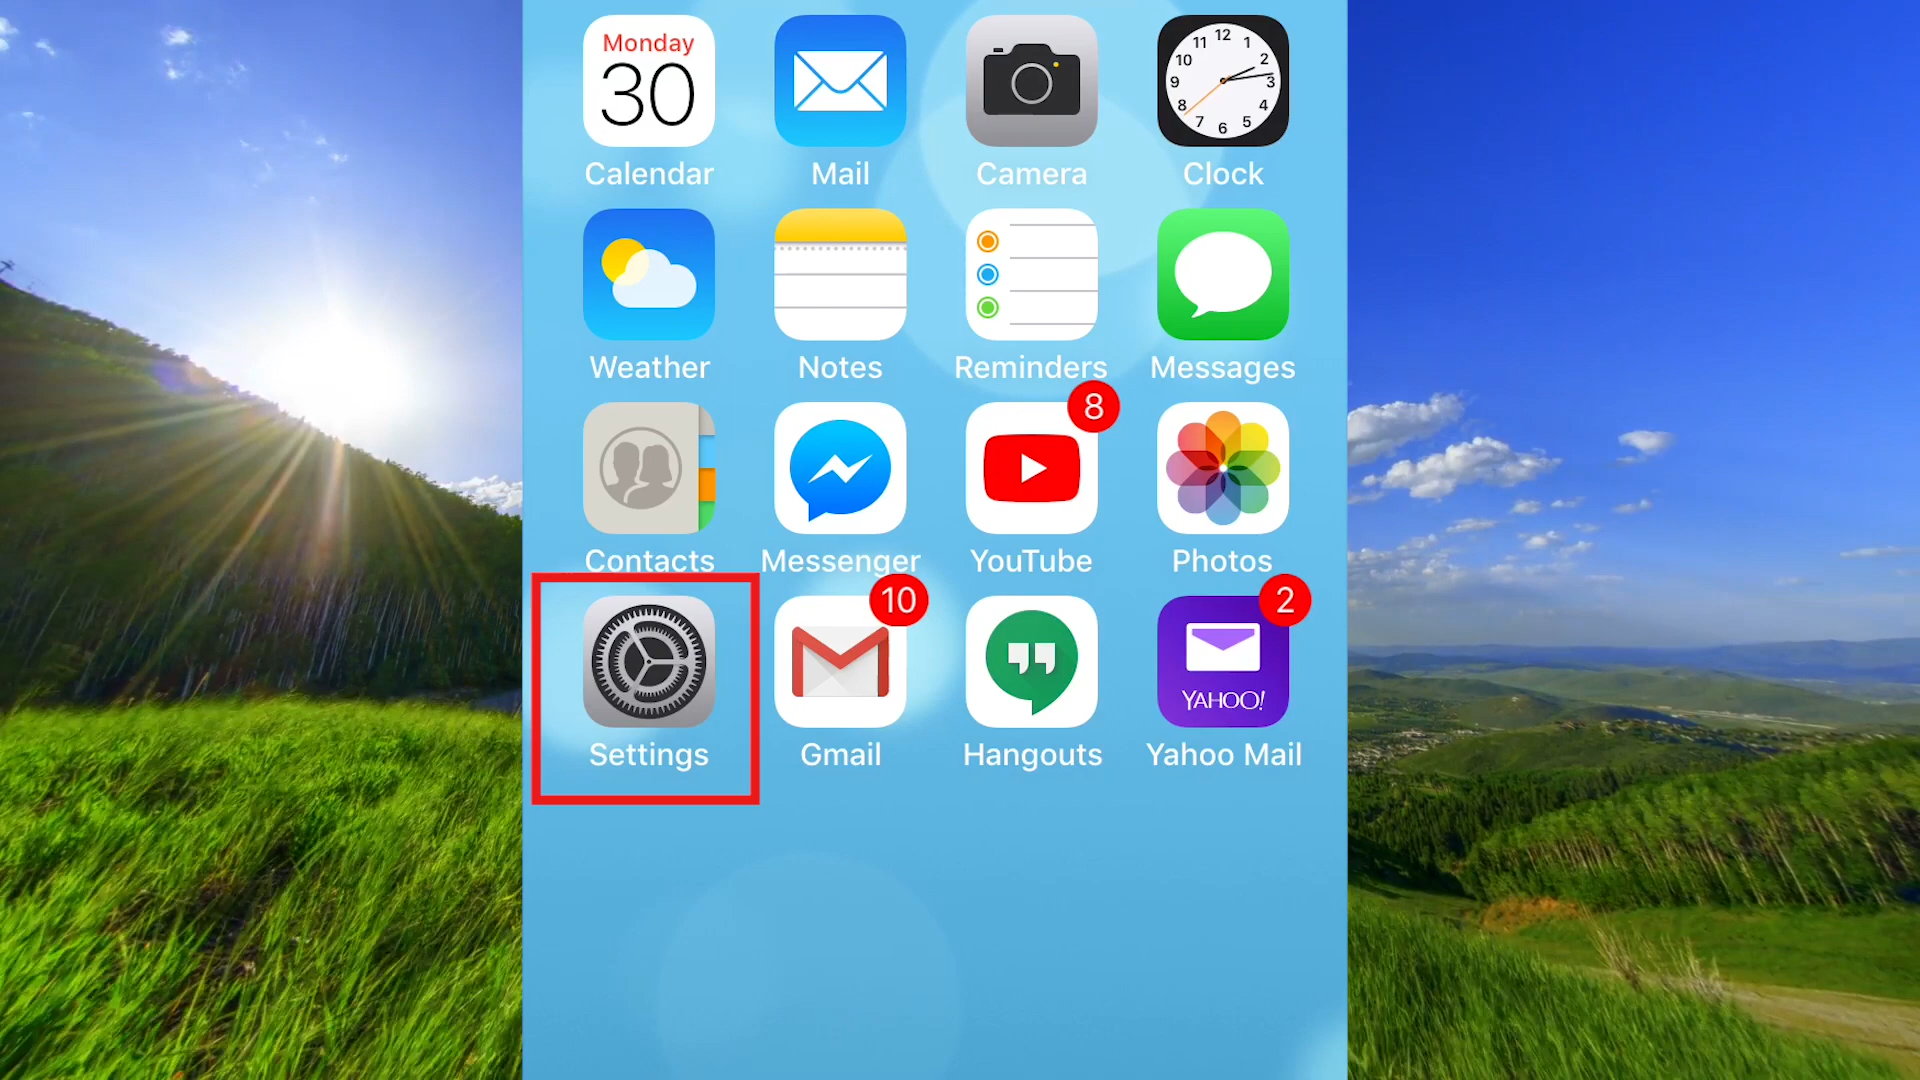 Monday
30
12
11 1
10 2
9 3
8 4
7 5
6
Calendar Mail Camera Clock
Weather Notes Reminders Messages
8
Contacts Messenger YouTube Photos
10 2
YAHOO!
Settings Gmail Hangouts Yahoo Mail